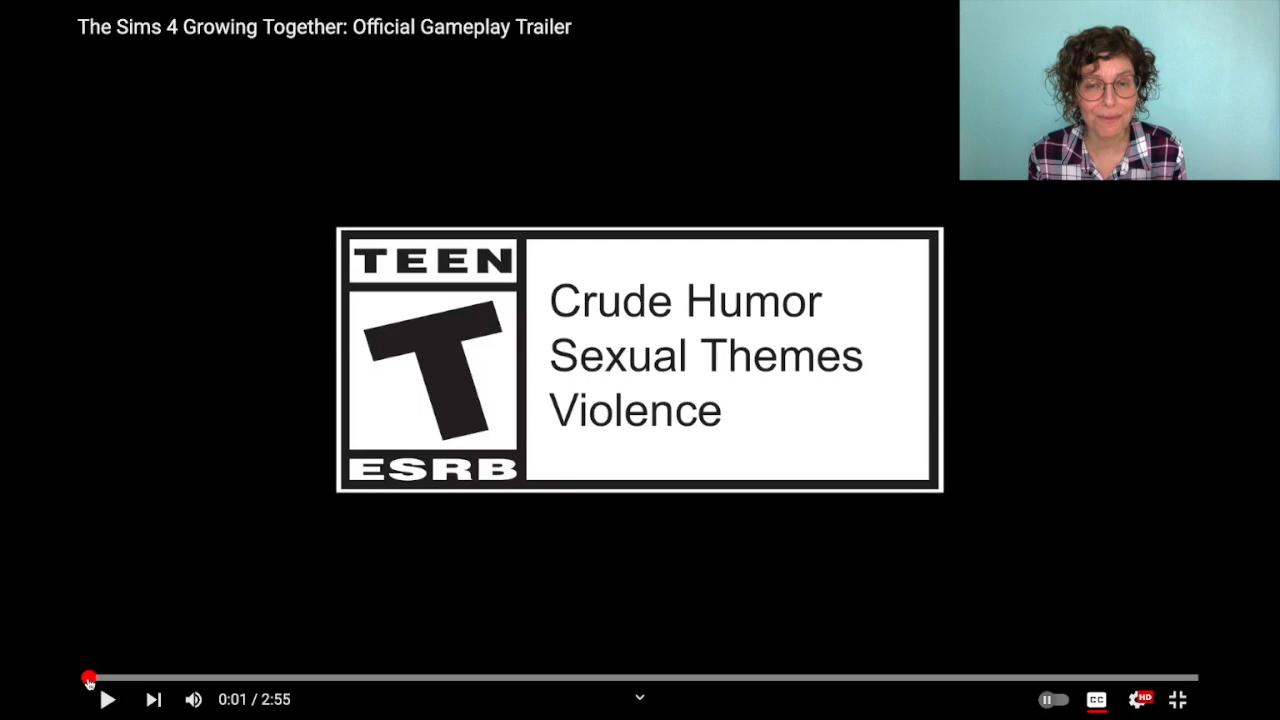 The Sims 4 Growing Together: Official Gameplay Trailer
TEEN
T
ESRB
Crude Humor
Sexual Themes
Violence
0:01 / 2:55
CC
HD